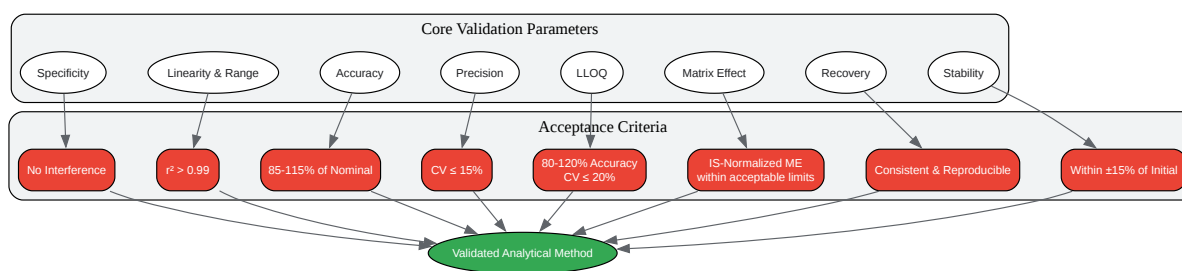 Core Validation Parameters
Specificity
Linearity & Range
Accuracy
Precision
LLOQ
Matrix Effect
Recovery
Stability
Acceptance Criteria
No Interference
r² > 0.99
85-115% of Nominal
CV ≤ 15%
80-120% Accuracy
CV ≤ 20%
IS-Normalized ME
within acceptable limits
Consistent & Reproducible
Within ±15% of Initial
Validated Analytical Method